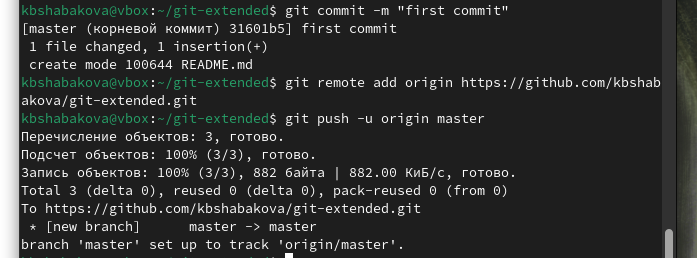 kbshabakova@vbox:~/git-extended$ git commit -m "first commit"
[master (корневой коммит) 31601b5] first commit
 1 file changed, 1 insertion(+)
 create mode 100644 README.md
kbshabakova@vbox:~/git-extended$ git remote add origin https://github.com/kbshab
akova/git-extended.git
kbshabakova@vbox:~/git-extended$ git push -u origin master
Перечисление объектов: 3, готово.
Подсчет объектов: 100% (3/3), готово.
Запись объектов: 100% (3/3), 882 байта | 882.00 КиБ/с, готово.
Total 3 (delta 0), reused 0 (delta 0), pack-reused 0 (from 0)
To https://github.com/kbshabakova/git-extended.git
 * [new branch]      master -> master
branch 'master' set up to track 'origin/master'.